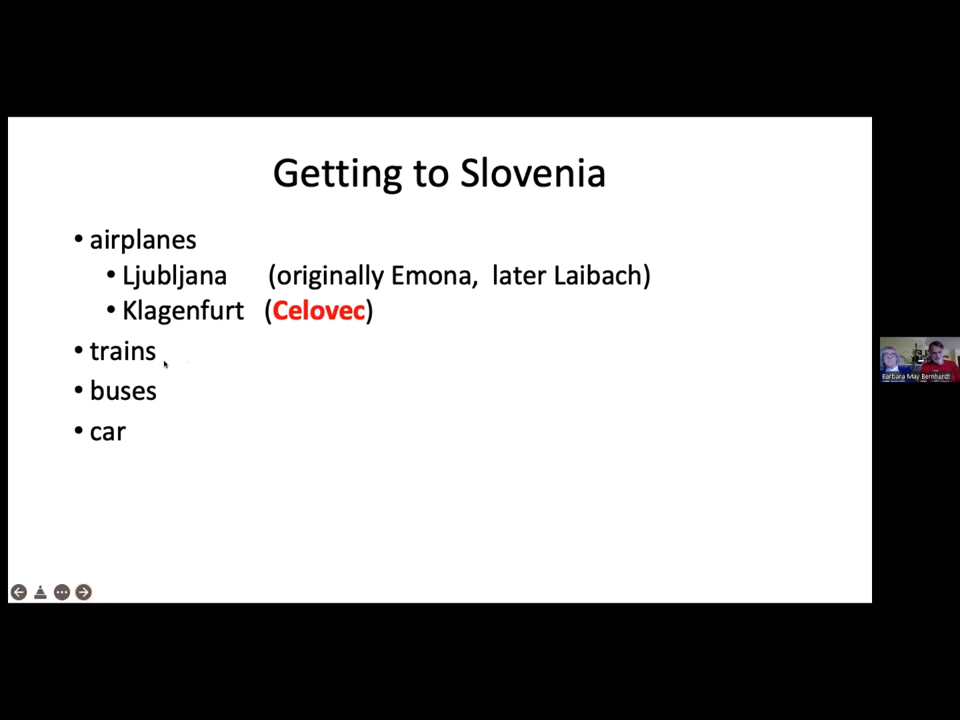 Getting to Slovenia
• airplanes
• Ljubljana (originally Emona, later Laibach)
• Klagenfurt (Celovec)
• trains
• buses
• car
Barbara May Bernhardt